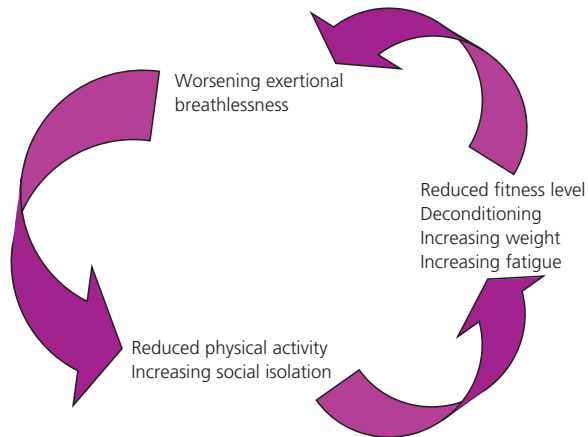 Worsening exertional
breathlessness
Reduced fitness level
Deconditioning
Increasing weight
Increasing fatigue
Reduced physical activity
Increasing social isolation